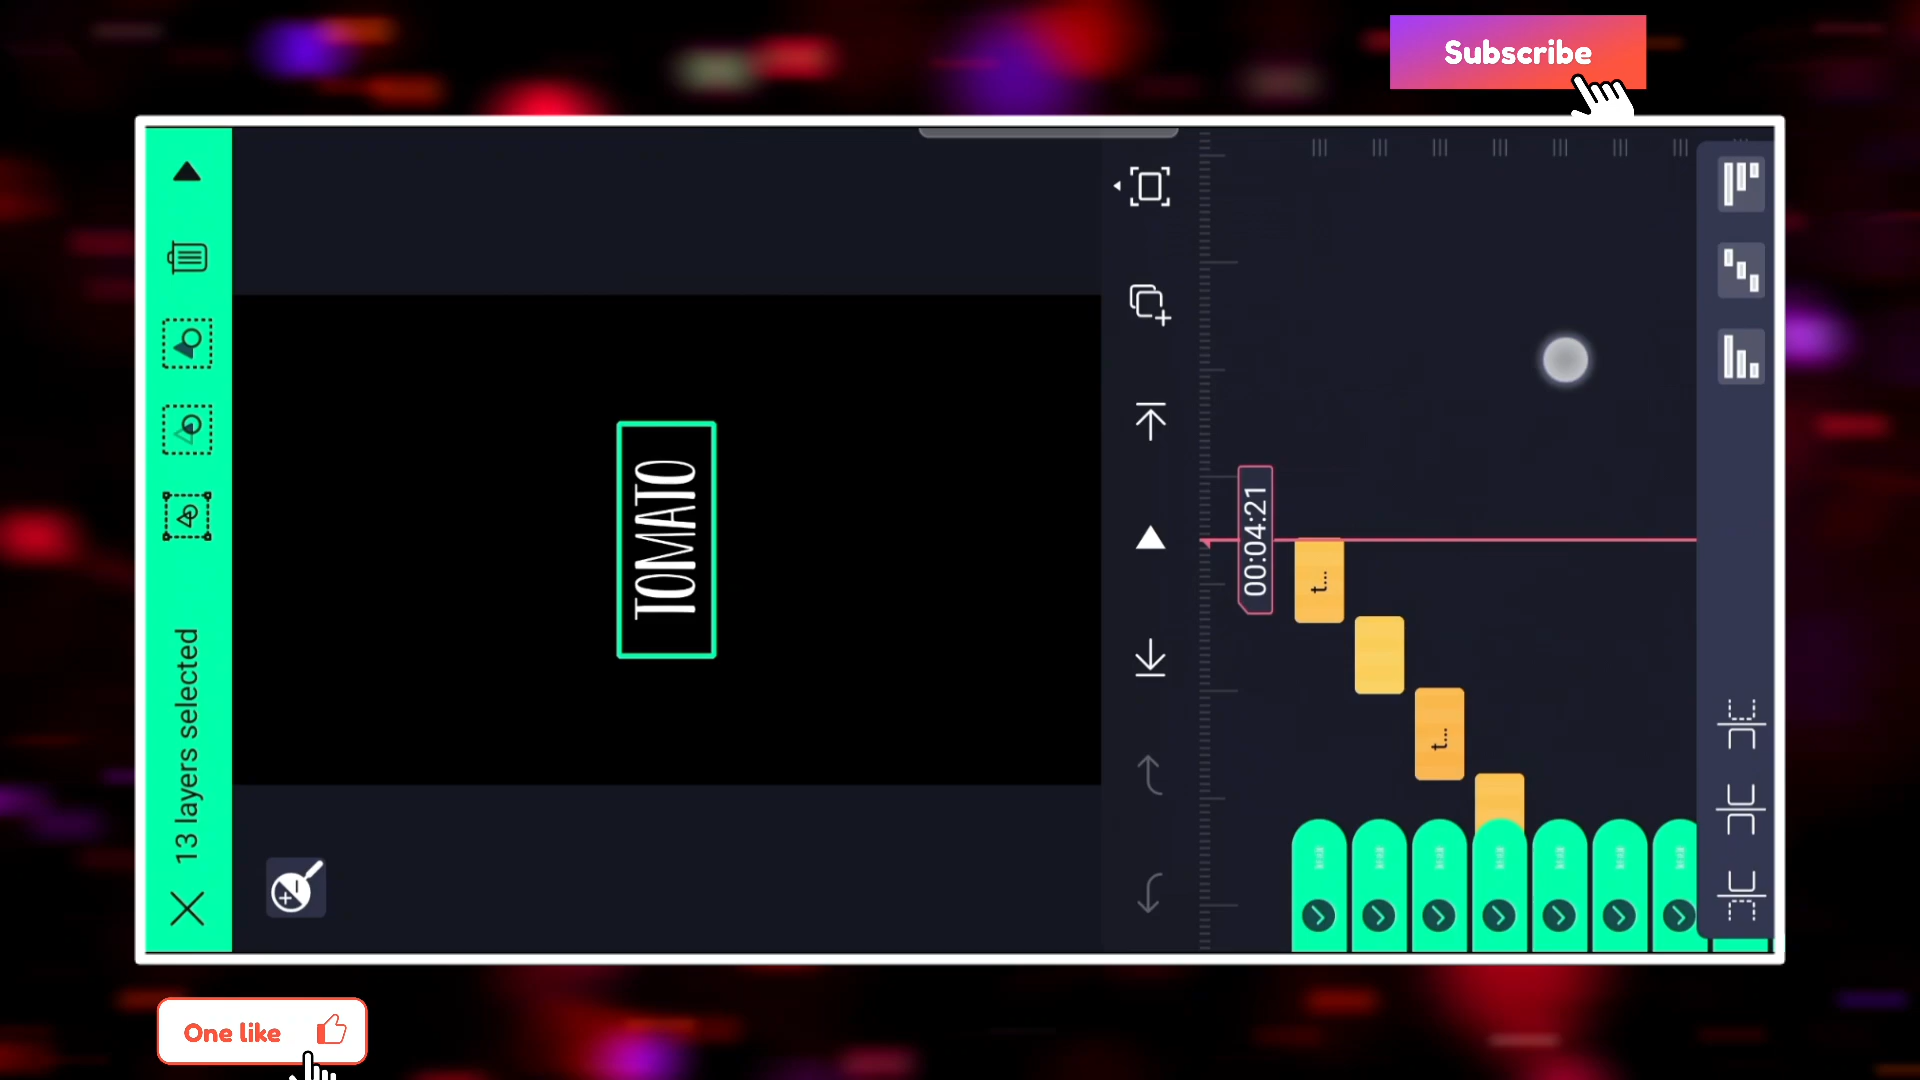 Subscribe
13 layers selected
TOMATO
00:04:21
t...
t...
One like